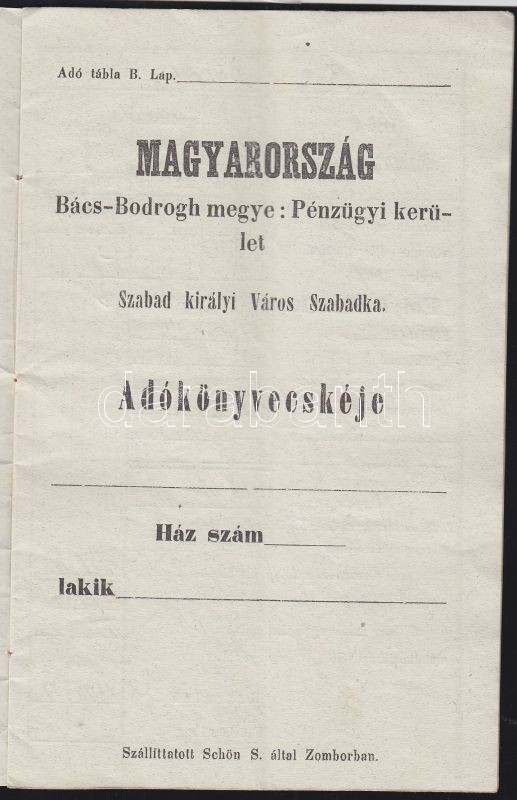 Adó tábla B. Lap.
MAGYARORSZÁG
Bács-Bodrogh megye: Pénzügyi kerü-
let
Szabad királyi Város Szabadka.
Adókönyvecskéje
darabanth
Ház szám
lakik
Szállíttatott Schön S. által Zomborban.